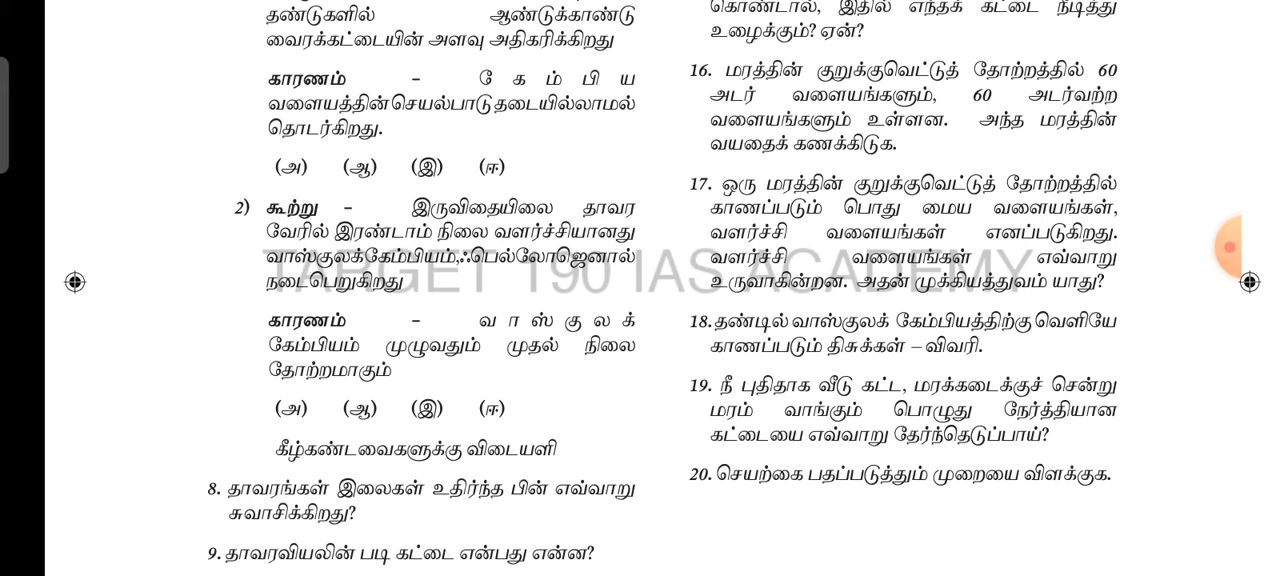 தண்டுகளில் ஆண்டுக்காண்டு
வைரக்கட்டையின் அளவு அதிகரிக்கிறது
காரணம் – கேம்பிய
வளையத்தின் செயல்பாடு தடையில்லாமல்
தொடர்கிறது.
(அ) (ஆ) (இ) (ஈ)
2) கூற்று – இருவிதையிலை தாவர
வேரில் இரண்டாம் நிலை வளர்ச்சியானது
வாஸ்குலக்கேம்பியம்,ஃபெல்லோஜெனால்
நடைபெறுகிறது
காரணம் – வாஸ்குலக்
கேம்பியம் முழுவதும் முதல் நிலை
தோற்றமாகும்
(அ) (ஆ) (இ) (ஈ)
கீழ்கண்டவைகளுக்கு விடையளி
8. தாவரங்கள் இலைகள் உதிர்ந்த பின் எவ்வாறு
சுவாசிக்கிறது?
9. தாவரவியலின் படி கட்டை என்பது என்ன?
கொண்டால், இதில் எந்தக் கட்டை நீடித்து
உழைக்கும்? ஏன்?
16. மரத்தின் குறுக்குவெட்டுத் தோற்றத்தில் 60
அடர் வளையங்களும், 60 அடர்வற்ற
வளையங்களும் உள்ளன. அந்த மரத்தின்
வயதைக் கணக்கிடுக.
17. ஒரு மரத்தின் குறுக்குவெட்டுத் தோற்றத்தில்
காணப்படும் பொது மைய வளையங்கள்,
வளர்ச்சி வளையங்கள் எனப்படுகிறது.
வளர்ச்சி வளையங்கள் எவ்வாறு
உருவாகின்றன. அதன் முக்கியத்துவம் யாது?
18. தண்டில் வாஸ்குலக் கேம்பியத்திற்கு வெளியே
காணப்படும் திசுக்கள் – விவரி.
19. நீ புதிதாக வீடு கட்ட, மரக்கடைக்குச் சென்று
மரம் வாங்கும் பொழுது நேர்த்தியான
கட்டையை எவ்வாறு தேர்ந்தெடுப்பாய்?
20. செயற்கை பதப்படுத்தும் முறையை விளக்குக.
TARGET 190 IAS ACADEMY